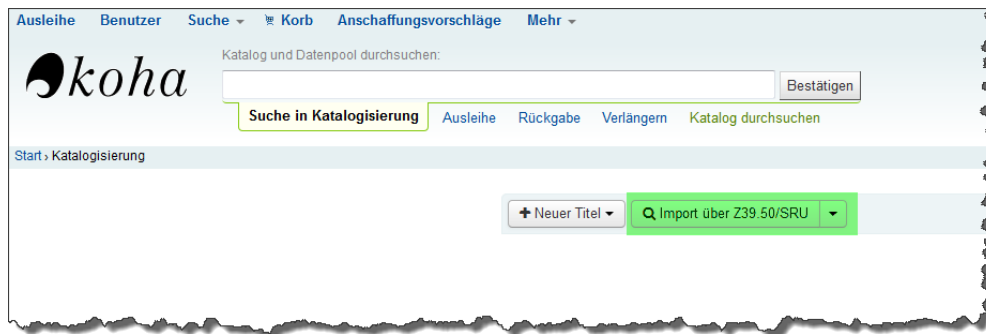 Ausleihe Benutzer Suche Korb Anschaffungsvorschläge Mehr
koha
Katalog und Datenpool durchsuchen:
Bestätigen
Suche in Katalogisierung Ausleihe Rückgabe Verlängern Katalog durchsuchen
Start › Katalogisierung
+ Neuer Titel Import über Z39.50/SRU